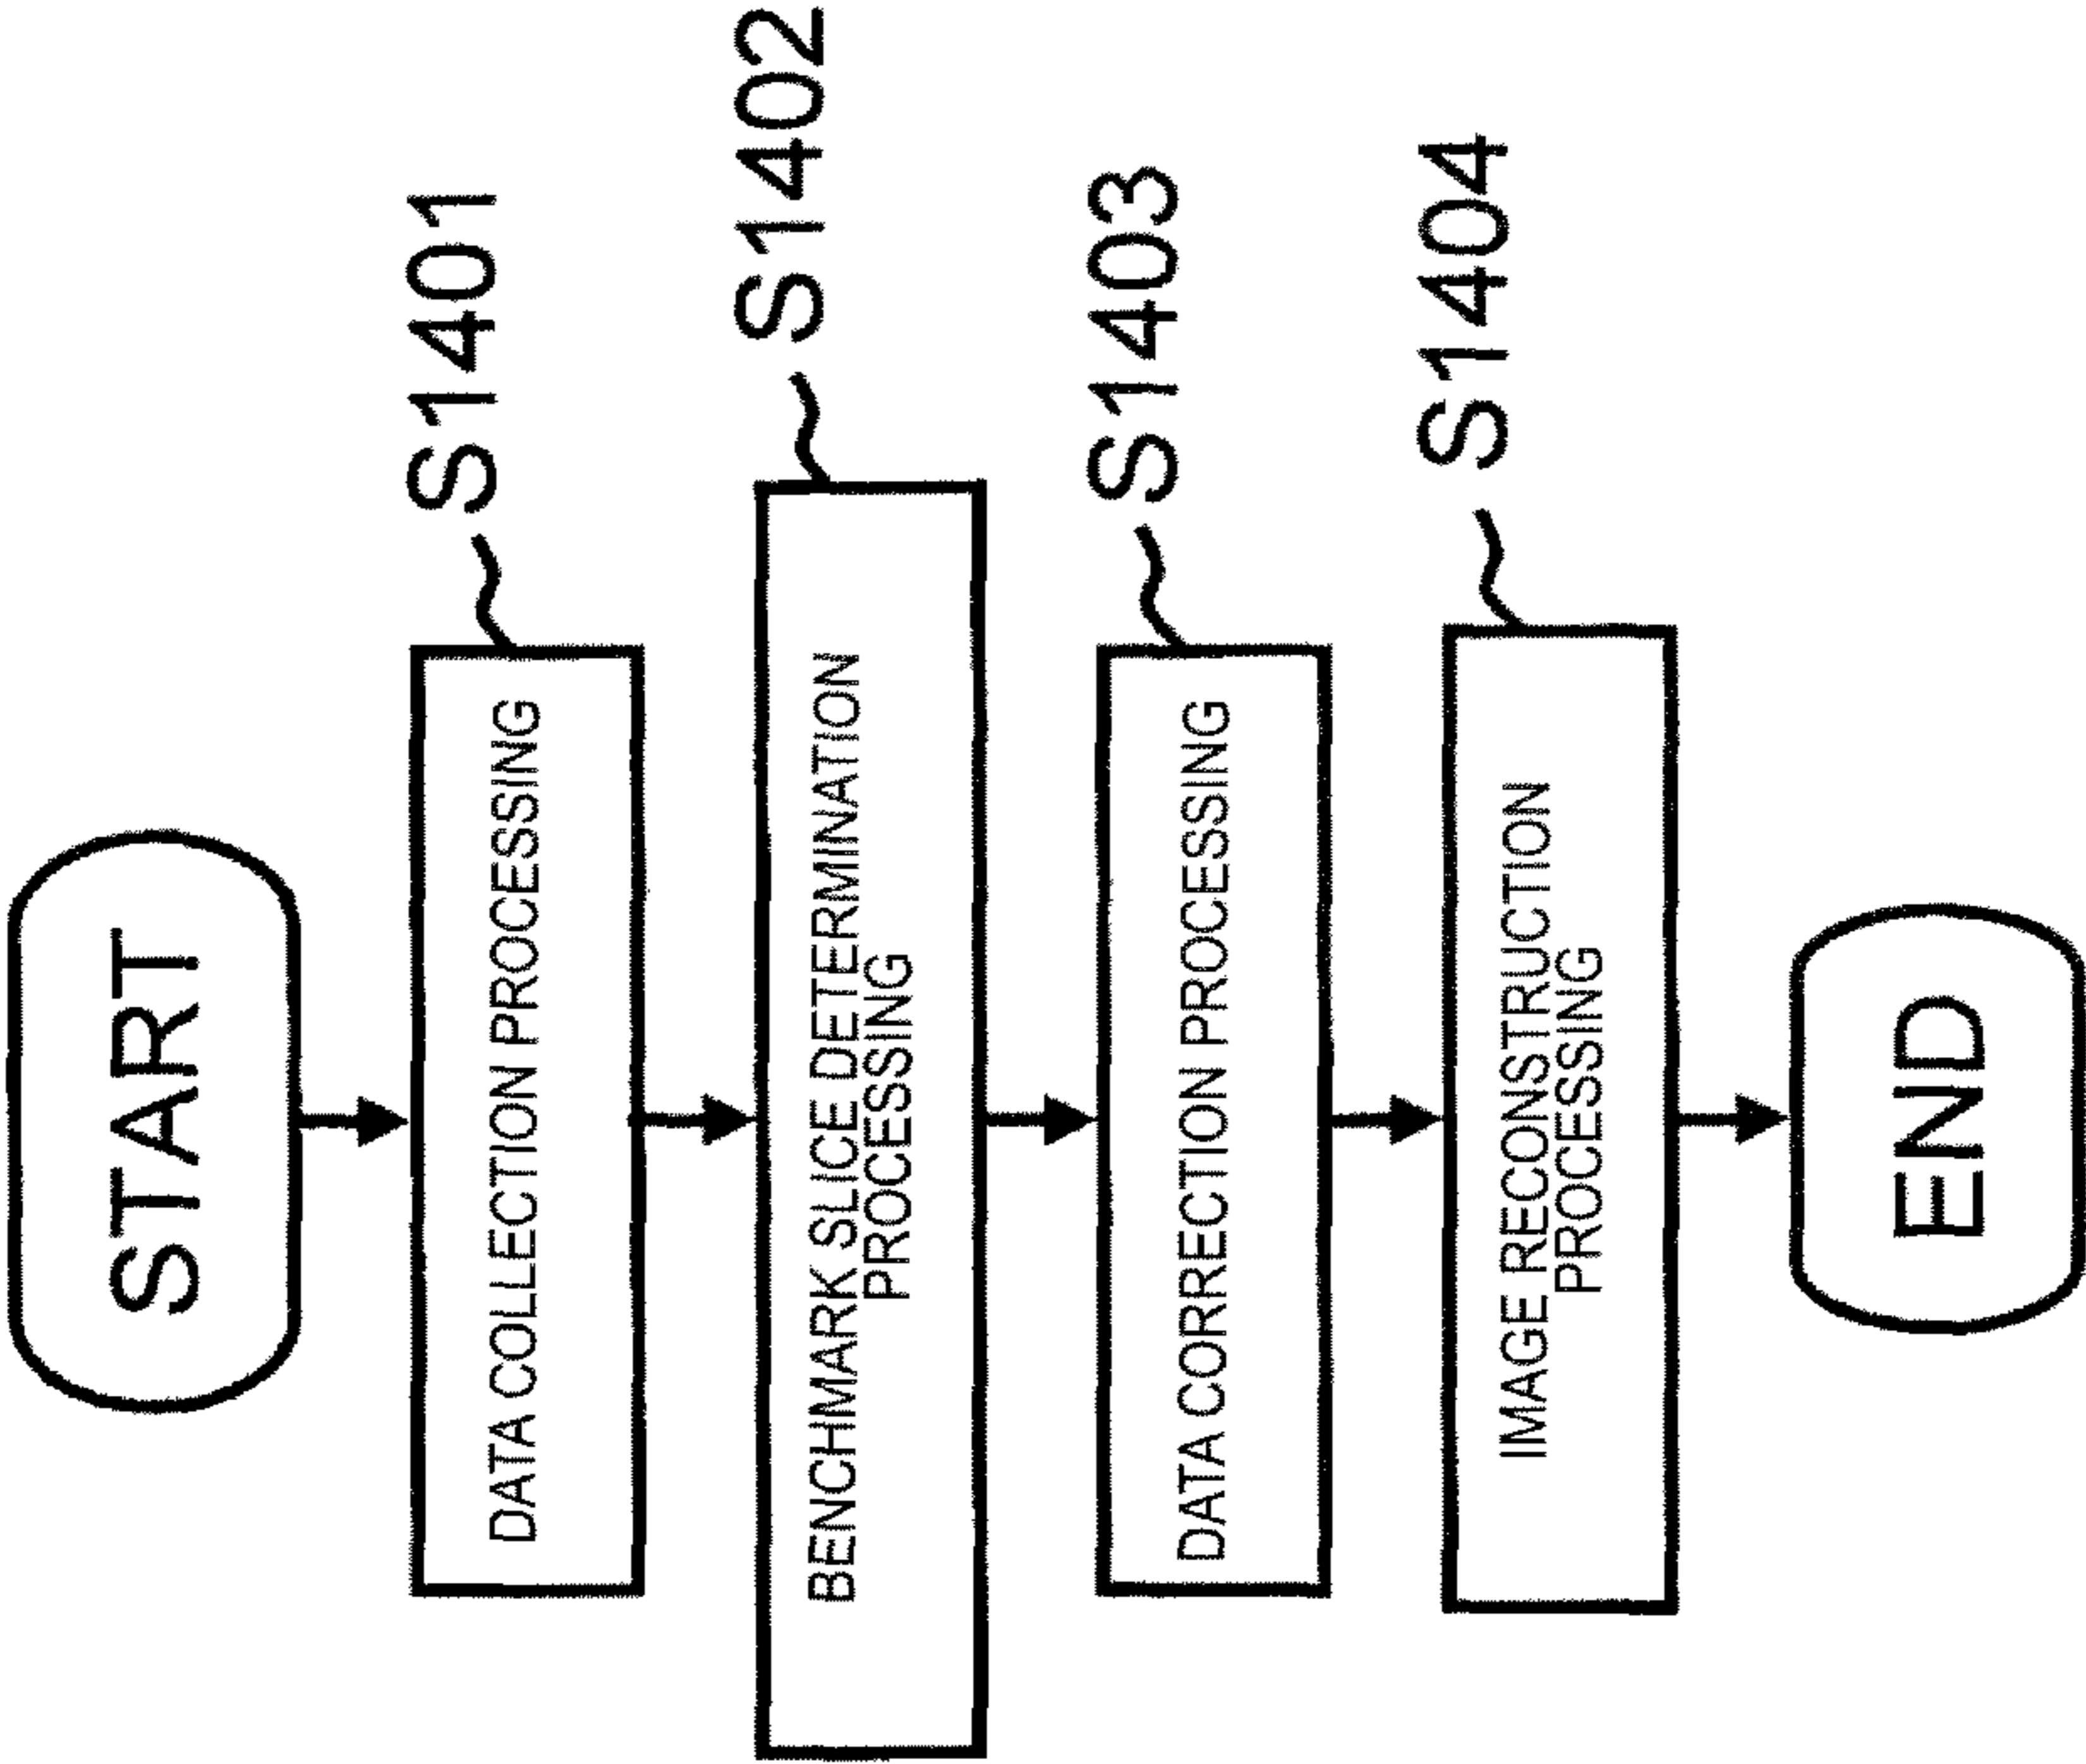 START
S1401
DATA COLLECTION PROCESSING
S1402
BENCHMARK SLICE DETERMINATION
PROCESSING
S1403
DATA CORRECTION PROCESSING
S1404
IMAGE RECONSTRUCTION
PROCESSING
END